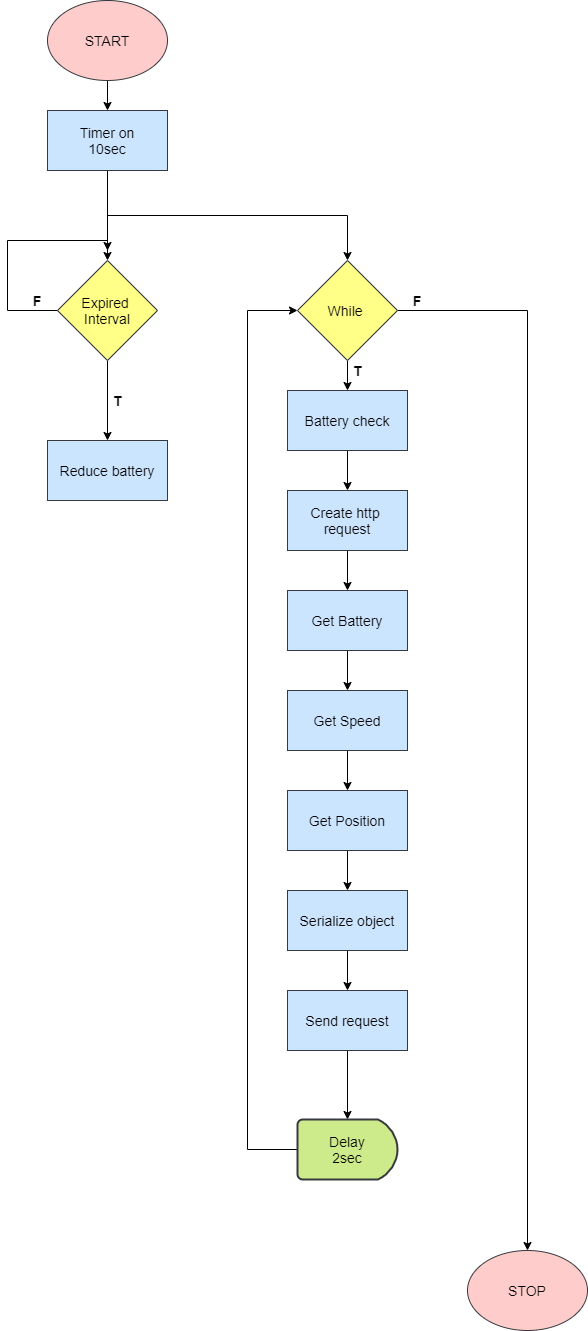 START
Timer on
10sec
F
Expired
Interval
T
Reduce battery
While
F
T
Battery check
Create http
request
Get Battery
Get Speed
Get Position
Serialize object
Send request
Delay
2sec
STOP